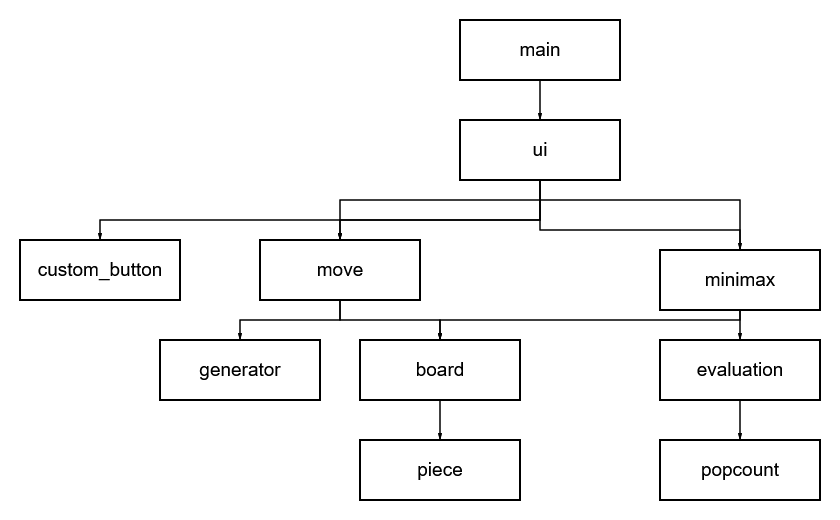 main
ui
custom_button
move
minimax
generator
board
evaluation
piece
popcount